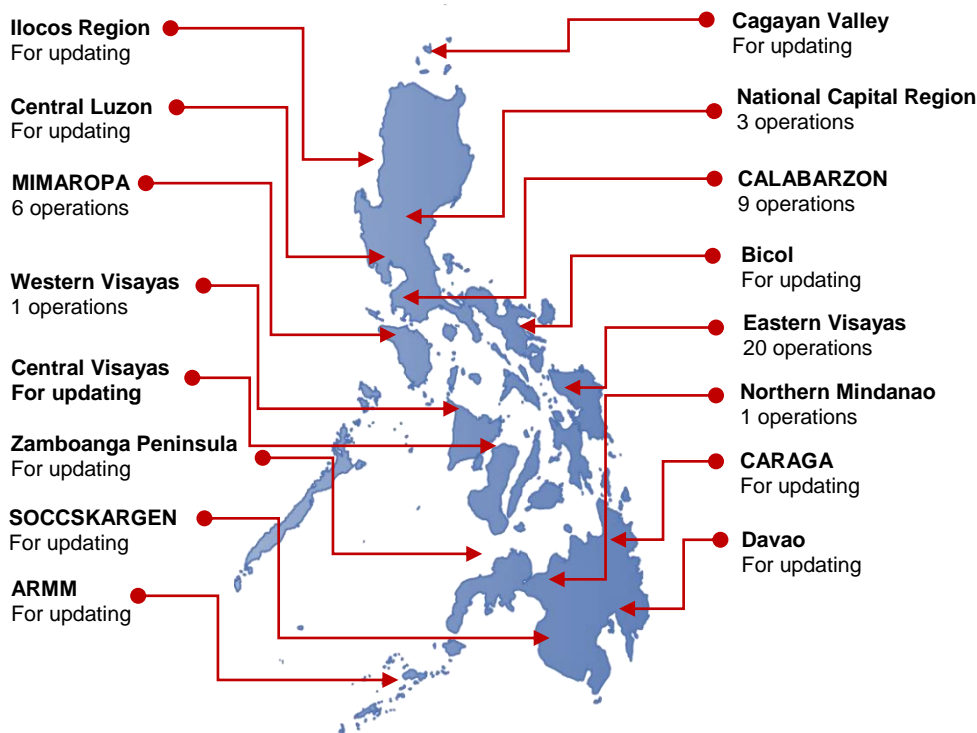 Ilocos Region
For updating
Central Luzon
For updating
MIMAROPA
6 operations
Western Visayas
1 operations
Central Visayas
For updating
Zamboanga Peninsula
For updating
SOCCSKARGEN
For updating
ARMM
For updating
Cagayan Valley
For updating
National Capital Region
3 operations
CALABARZON
9 operations
Bicol
For updating
Eastern Visayas
20 operations
Northern Mindanao
1 operations
CARAGA
For updating
Davao
For updating